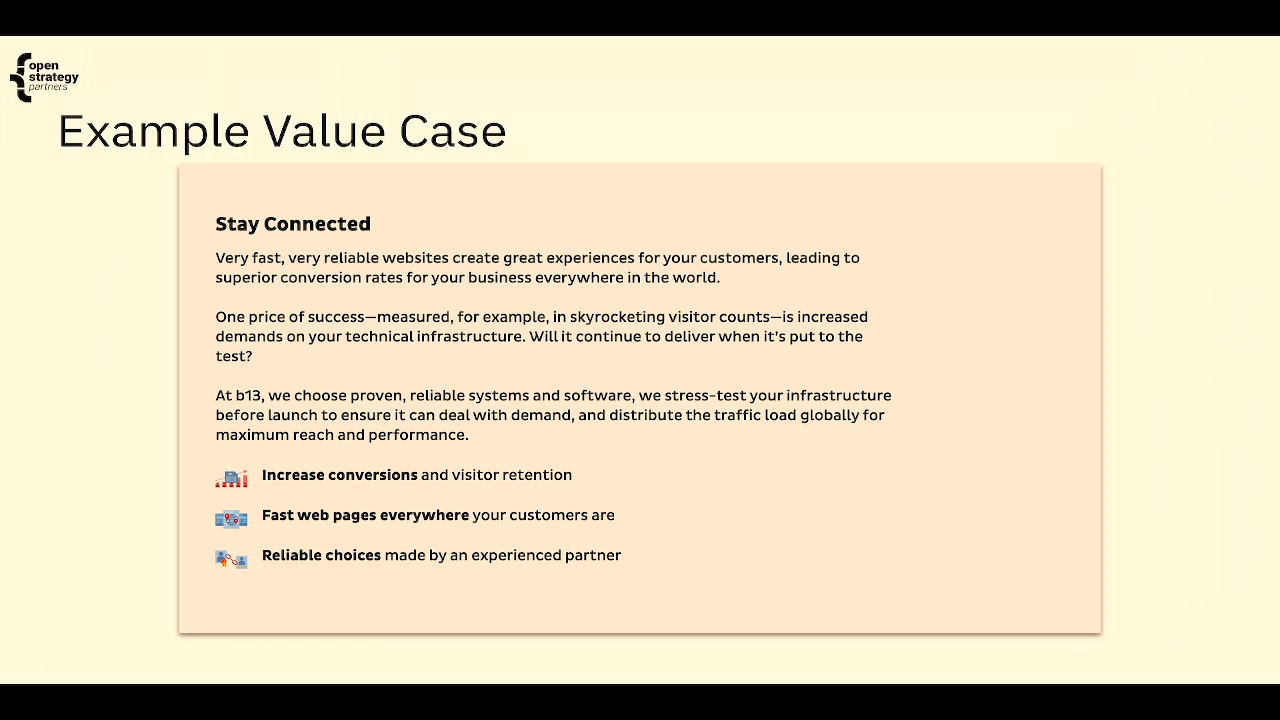 open
strategy
partners
Example Value Case
Stay Connected
Very fast, very reliable websites create great experiences for your customers, leading to
superior conversion rates for your business everywhere in the world.
One price of success—measured, for example, in skyrocketing visitor counts—is increased
demands on your technical infrastructure. Will it continue to deliver when it's put to the
test?
At b13, we choose proven, reliable systems and software, we stress-test your infrastructure
before launch to ensure it can deal with demand, and distribute the traffic load globally for
maximum reach and performance.
Increase conversions and visitor retention
Fast web pages everywhere your customers are
Reliable choices made by an experienced partner